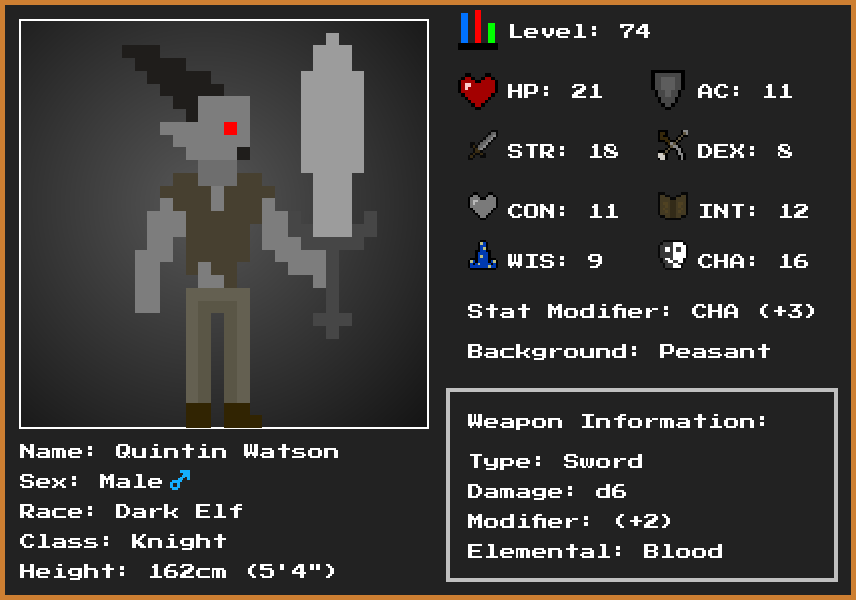 Level: 74
HP: 21 AC: 11
STR: 18 DEX: 8
CON: 11 INT: 12
WIS: 9 CHA: 16
Stat Modifier: CHA (+3)
Background: Peasant
Weapon Information:
Type: Sword
Damage: d6
Modifier: (+2)
Elemental: Blood
Name: Quintin Watson
Sex: Male♂
Race: Dark Elf
Class: Knight
Height: 162cm (5'4")